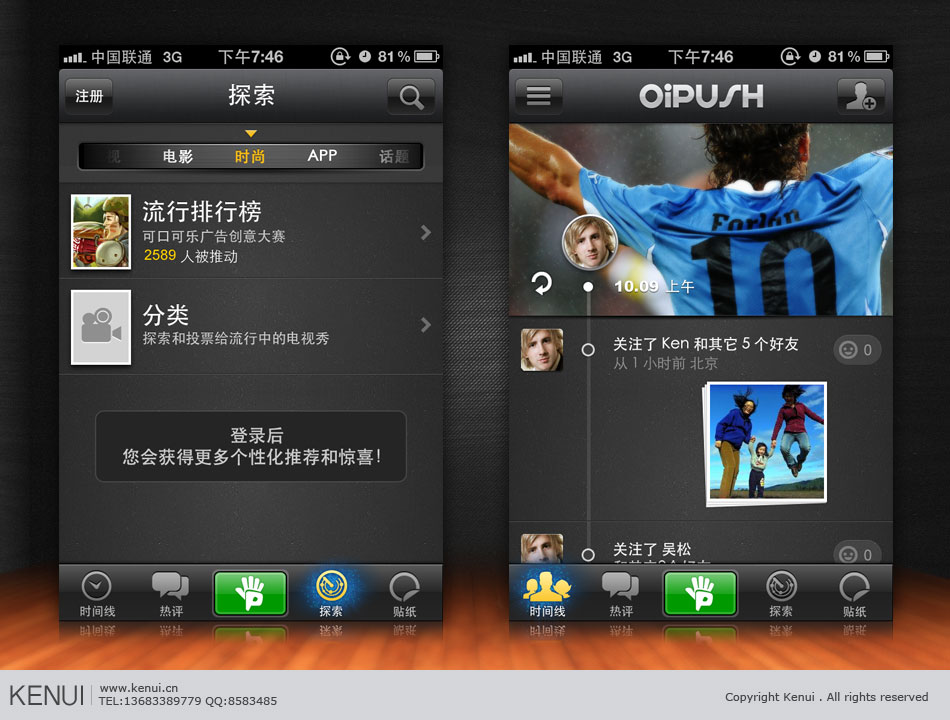 中国联通 3G 下午7:46 81%
注册 探索
视 电影 时尚 APP 话题
流行排行榜
可口可乐广告创意大赛
2589 人被推动
分类
探索和投票给流行中的电视秀
登录后
您会获得更多个性化推荐和惊喜!
时间线 热评 P 探索 贴纸
中国联通 3G 下午7:46 81%
OiPUSH
Forlan
10
10.09 上午
关注了 Ken 和其它 5 个好友
0
从 1 小时前 北京
关注了 吴松
0
时间线 热评 P 探索 贴纸
KENUI
www.kenui.cn
TEL:13683389779 QQ:8583485
Copyright Kenui . All rights reserved